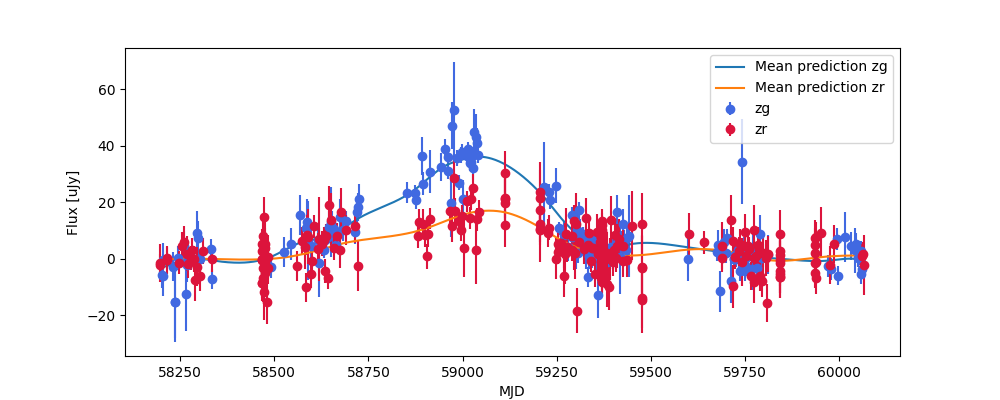 Mean prediction zg
Mean prediction zr
zg
zr
Flux [uJy]
60
40
20
0
−20
58250 58500 58750 59000 59250 59500 59750 60000
MJD